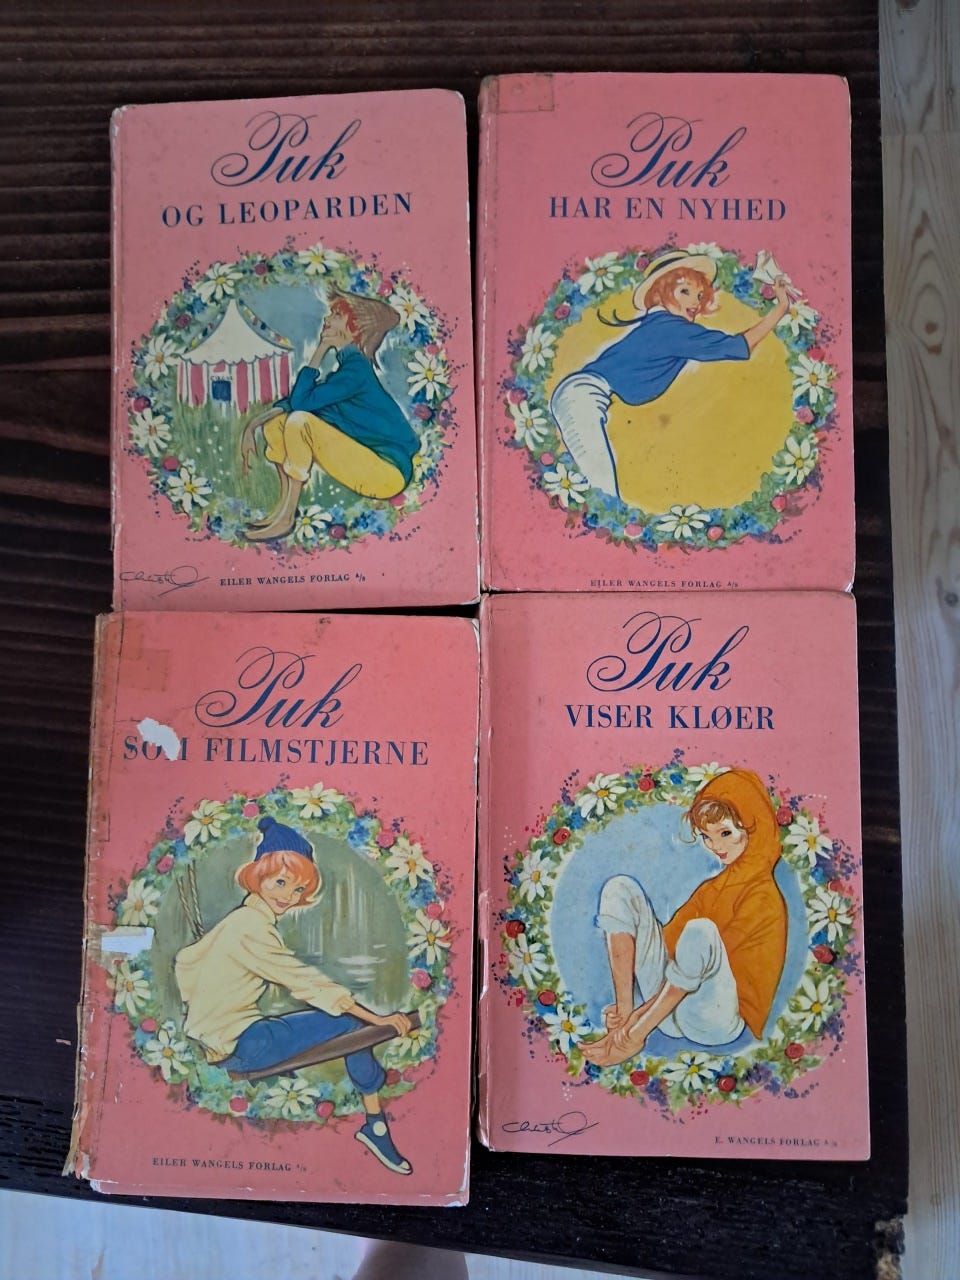 Puk
OG LEOPARDEN
EILER WANGELS FORLAG A/S
Puk
HAR EN NYHED
EILER WANGELS FORLAG A/S
Puk
SOM FILMSTJERNE
EILER WANGELS FORLAG A/S
Puk
VISER KLØER
E. WANGELS FORLAG A/S